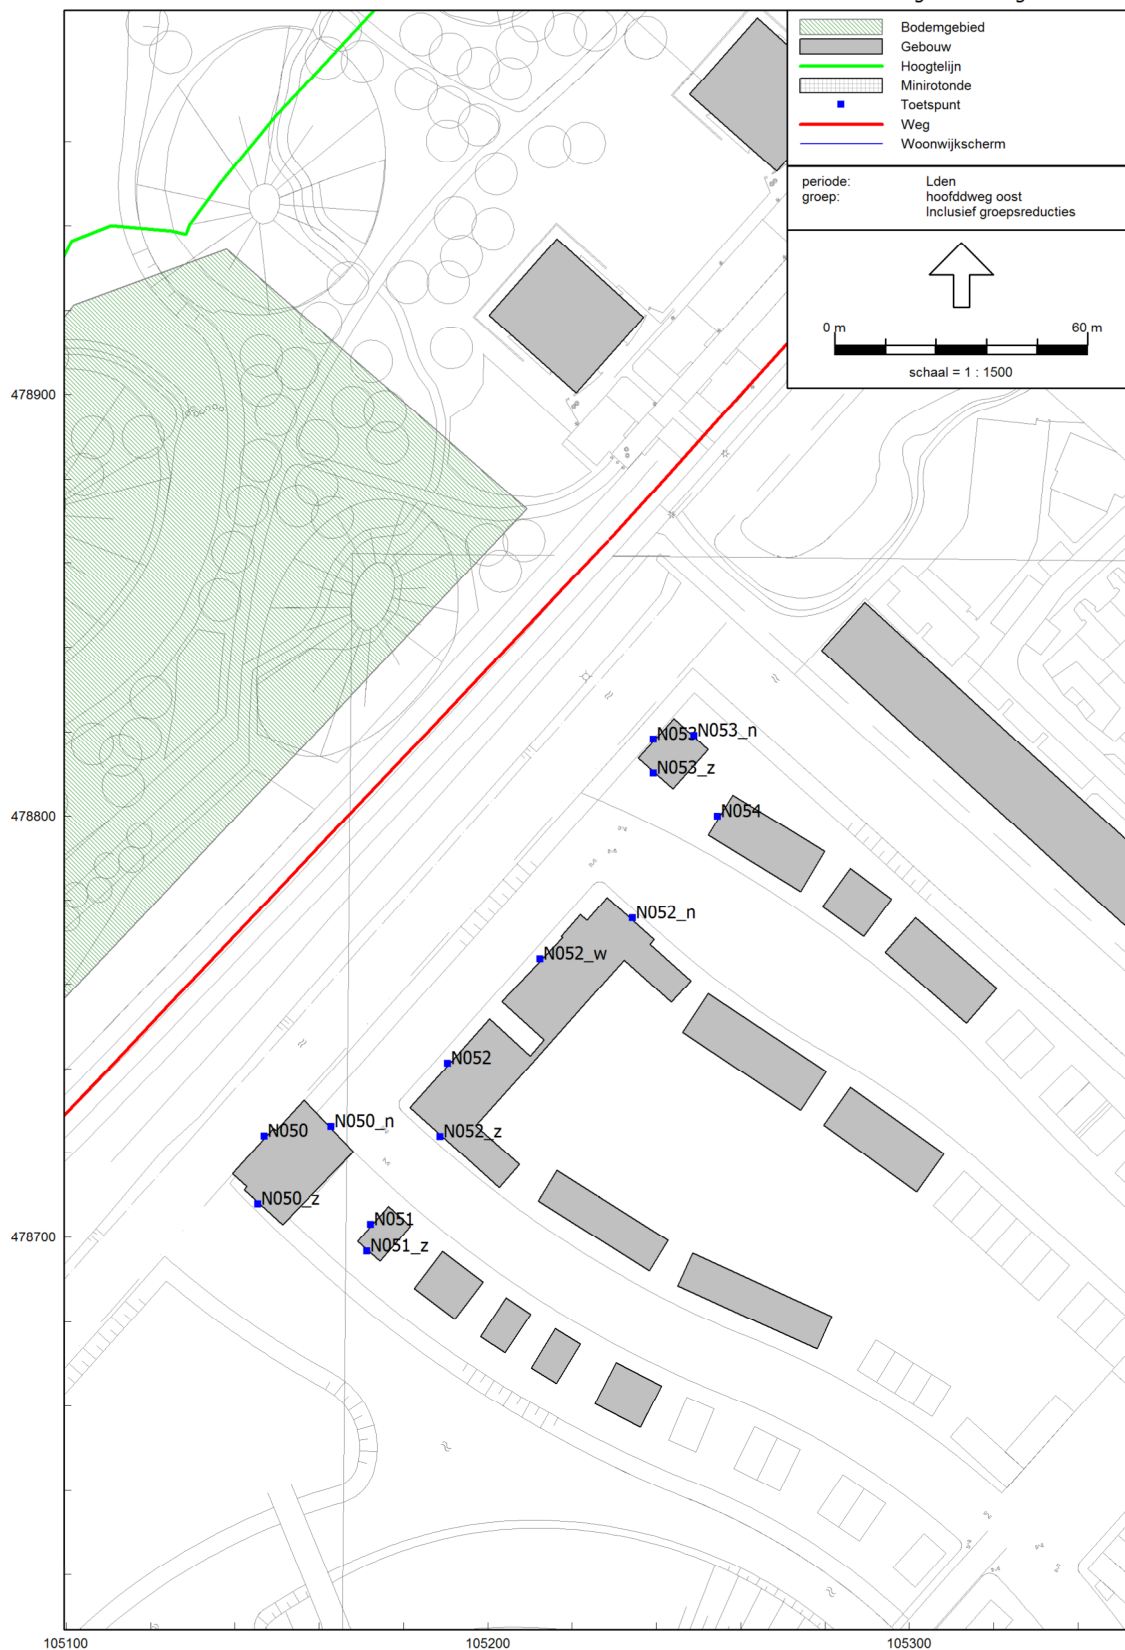 Bodemgebied
Gebouw
Hoogtelijn
Minirotonde
Toetspunt
Weg
Woonwijkscherm
periode: Lden
groep: hoofddweg oost
Inclusief groepsreducties
0 m 60 m
schaal = 1 : 1500
478900
N053_n
N053_z
478800
N054
N052_n
N052_w
N052
N050_n
N050
N052_z
N050_z
N051
478700
N051_z
105100
105200
105300